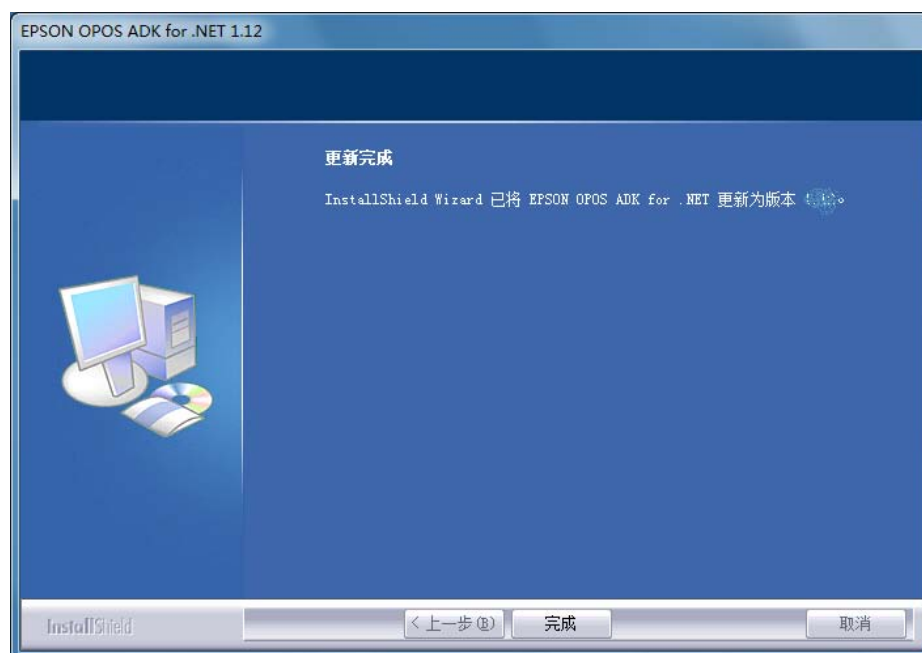 EPSON OPOS ADK for .NET 1.12
更新完成
InstallShield Wizard 已将 EPSON OPOS ADK for .NET 更新为版本 。
InstallShield
< 上一步(B)
完成
取消